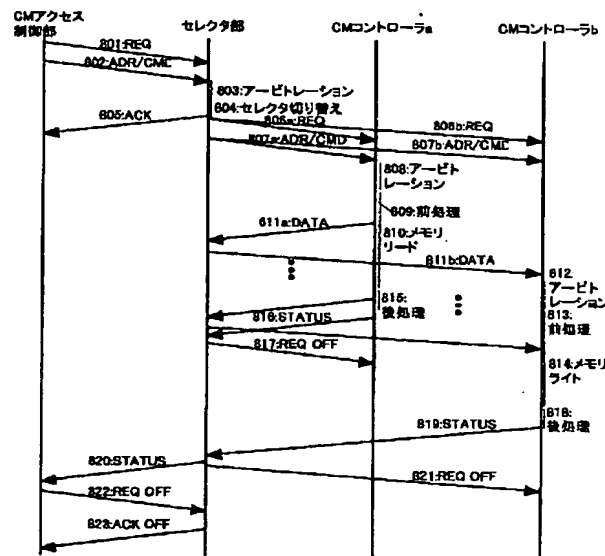 CMアクセス
制御部
セレクタ部
CMコントローラa
CMコントローラb
801:REQ
802:ADR/CMD
803:アービトレーション
804:セレクタ切り替え
805:ACK
806a:REQ
806b:REQ
807a:ADR/CMD
807b:ADR/CMD
808:アービト
レーション
809:前処理
811a:DATA
810:メモリ
リード
811b:DATA
812:
アービト
レーション
813:
前処理
815:
後処理
816:STATUS
817:REQ OFF
814:メモリ
ライト
818:
後処理
819:STATUS
820:STATUS
821:REQ OFF
822:REQ OFF
823:ACK OFF